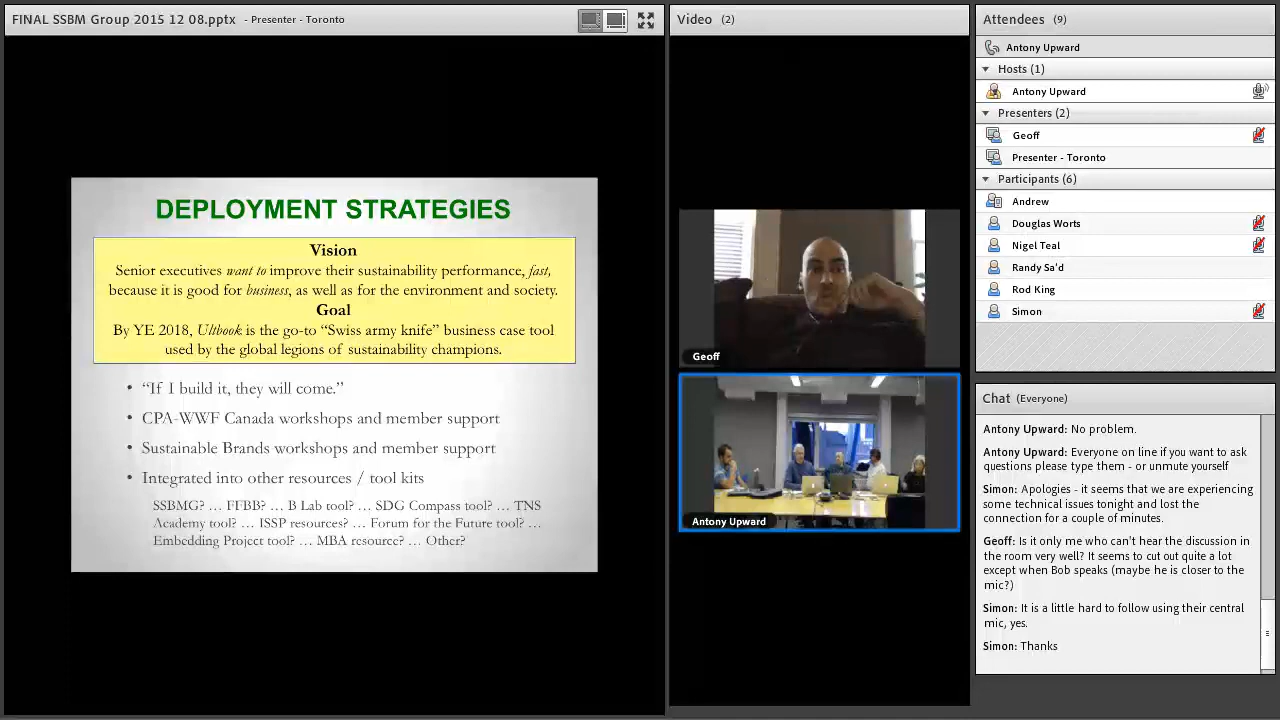 FINAL SSBM Group 2015 12 08.pptx - Presenter - Toronto
DEPLOYMENT STRATEGIES
Vision
Senior executives want to improve their sustainability performance, fast,
because it is good for business, as well as for the environment and society.
Goal
By YE 2018, Ultbook is the go-to “Swiss army knife” business case tool
used by the global legions of sustainability champions.
• “If I build it, they will come.”
• CPA-WWF Canada workshops and member support
• Sustainable Brands workshops and member support
• Integrated into other resources / tool kits
SSBMG? … FFBB? … B Lab tool? … SDG Compass tool? … TNS
Academy tool? … ISSP resources? … Forum for the Future tool? …
Embedding Project tool? … MBA resource? … Other?
Video (2)
Geoff
Antony Upward
Attendees (9)
Antony Upward
Hosts (1)
Antony Upward
Presenters (2)
Geoff
Presenter - Toronto
Participants (6)
Andrew
Douglas Worts
Nigel Teal
Randy Sa'd
Rod King
Simon
Chat (Everyone)
Antony Upward: No problem.
Antony Upward: Everyone on line if you want to ask
questions please type them - or unmute yourself
Simon: Apologies - it seems that we are experiencing
some technical issues tonight and lost the
connection for a couple of minutes.
Geoff: Is it only me who can't hear the discussion in
the room very well? It seems to cut out quite a lot
except when Bob speaks (maybe he is closer to the
mic?)
Simon: It is a little hard to follow using their central
mic, yes.
Simon: Thanks